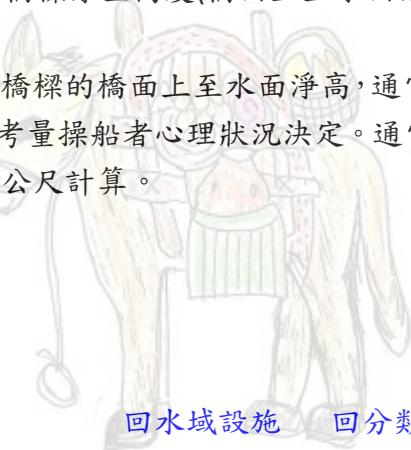 橋樑的橋面上至水面淨高，通
考量操船者心理狀況決定。通
公尺計算。
回水域設施 回分類